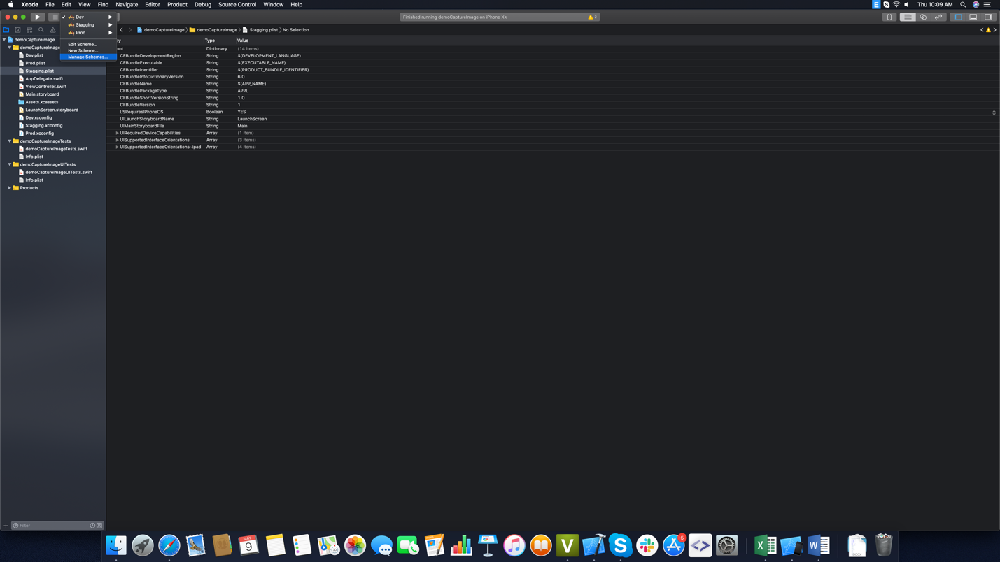 Xcode File Edit View Find Navigate Editor Product Debug Source Control Window Help
E Thu 10:09 AM
Dev
Stagging
Prod
Edit Scheme...
New Scheme...
Manage Schemes...
Finished running demoCaptureImage on iPhone Xʀ
2
demoCaptureImage
demoCaptureImage
Dev.plist
Prod.plist
Stagging.plist
AppDelegate.swift
ViewController.swift
Main.storyboard
Assets.xcassets
LaunchScreen.storyboard
Dev.xcconfig
Stagging.xcconfig
Prod.xcconfig
demoCaptureImageTests
demoCaptureImageTests.swift
Info.plist
demoCaptureImageUITests
demoCaptureImageUITests.swift
Info.plist
Products
Filter
demoCaptureImage demoCaptureImage Stagging.plist No Selection
ey Type Value
oot Dictionary (14 items)
CFBundleDevelopmentRegion String $(DEVELOPMENT_LANGUAGE)
CFBundleExecutable String $(EXECUTABLE_NAME)
CFBundleIdentifier String $(PRODUCT_BUNDLE_IDENTIFIER)
CFBundleInfoDictionaryVersion String 6.0
CFBundleName String $(APP_NAME)
CFBundlePackageType String APPL
CFBundleShortVersionString String 1.0
CFBundleVersion String 1
LSRequiresIPhoneOS Boolean YES
UILaunchStoryboardName String LaunchScreen
UIMainStoryboardFile String Main
UIRequiredDeviceCapabilities Array (1 item)
UISupportedInterfaceOrientations Array (3 items)
UISupportedInterfaceOrientations~ipad Array (4 items)
MAY
9
V
S
5
X
W
DOCX